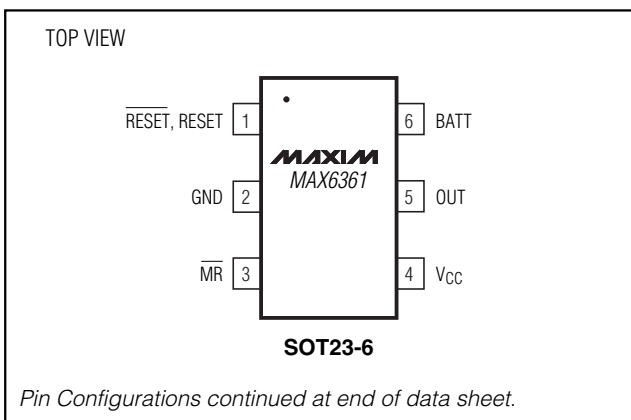 TOP VIEW
RESET, RESET 1
6 BATT
MAXIM
MAX6361
GND 2
5 OUT
MR 3
4 VCC
SOT23-6
Pin Configurations continued at end of data sheet.